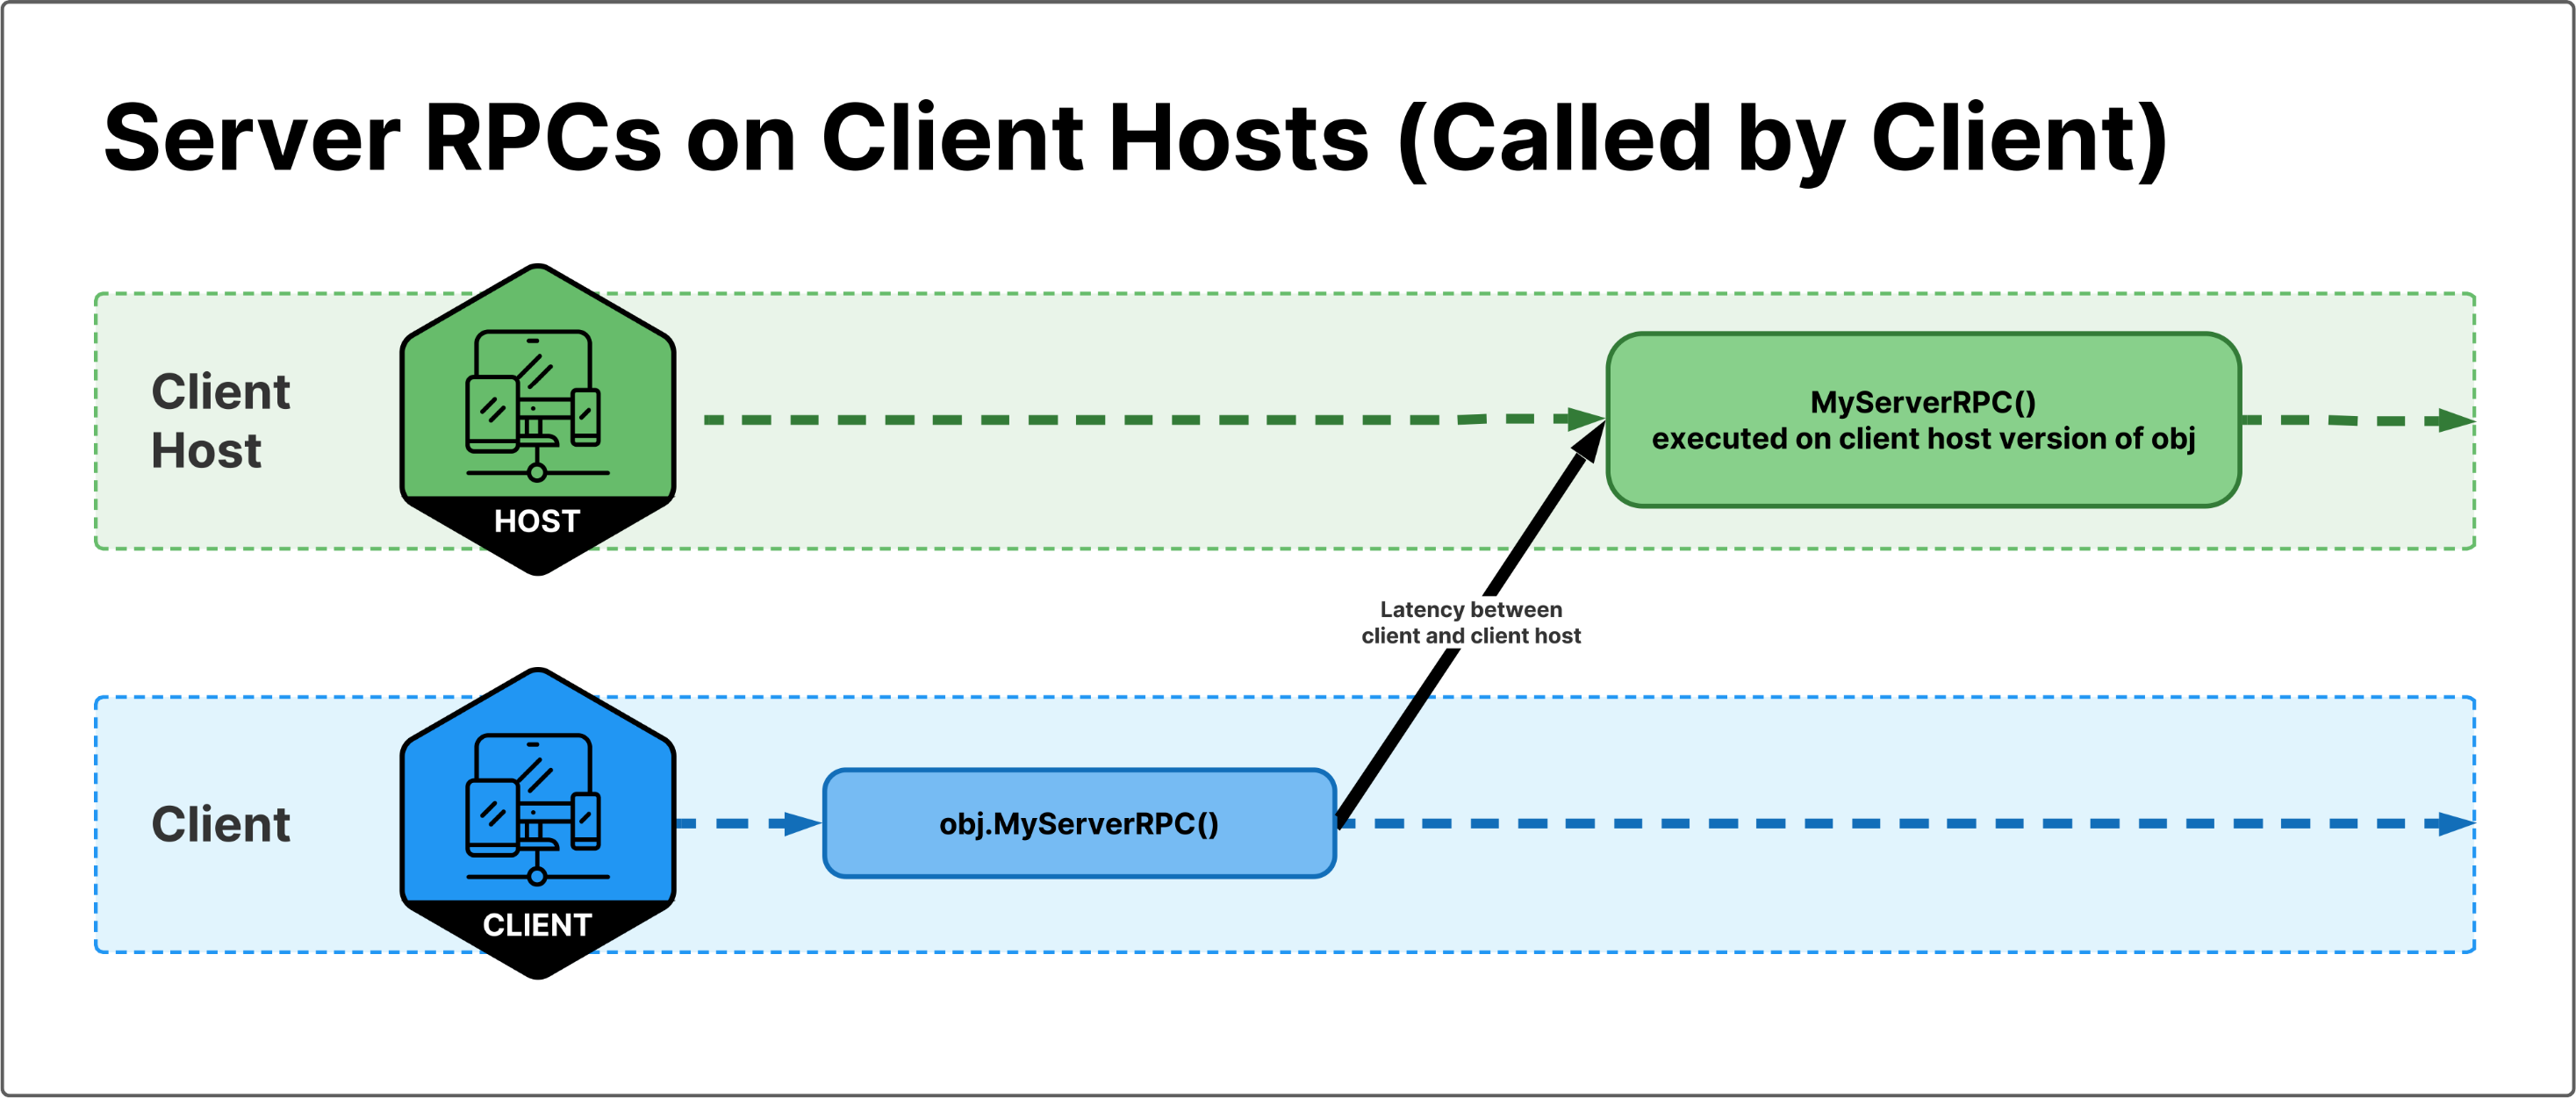 Server RPCs on Client Hosts (Called by Client)
Client
Host
HOST
MyServerRPC()
executed on client host version of obj
Latency between
client and client host
Client
CLIENT
obj.MyServerRPC()